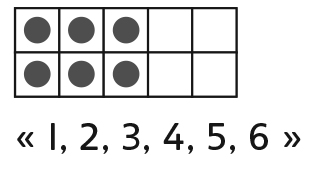 « 1, 2, 3, 4, 5, 6 »